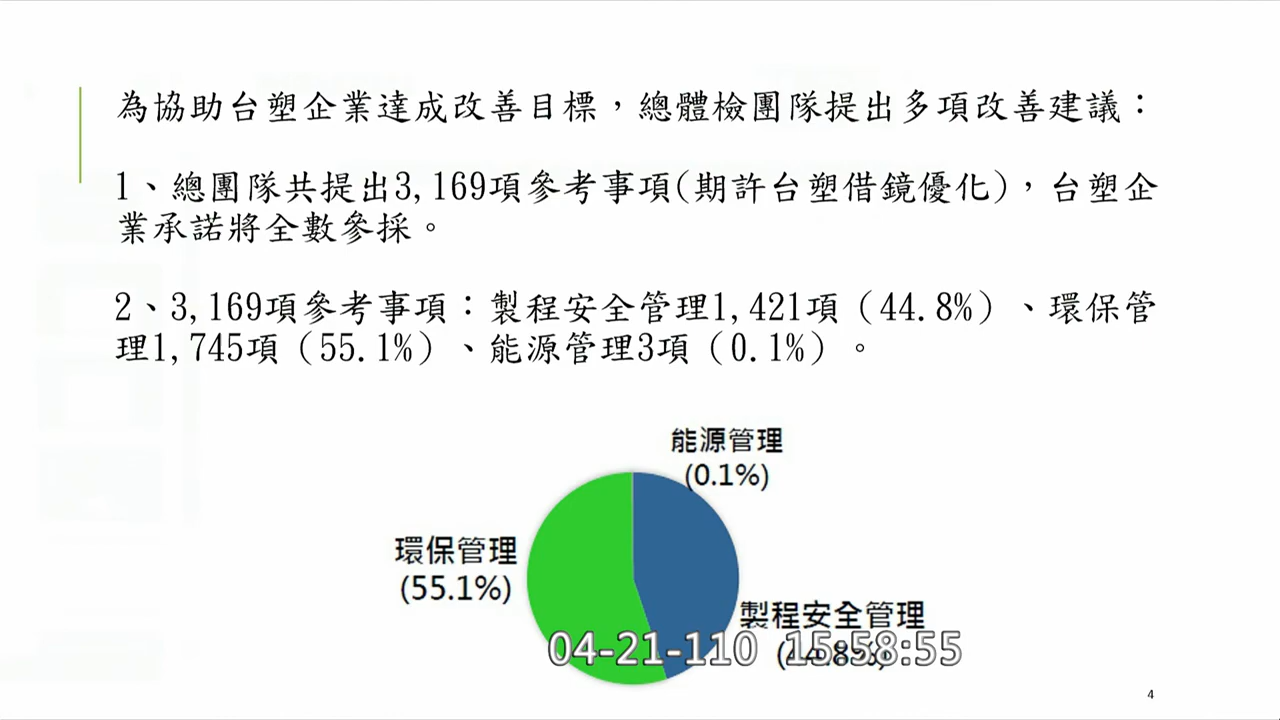 為協助台塑企業達成改善目標，總體檢團隊提出多項改善建議：
1、總團隊共提出3,169項參考事項(期許台塑借鏡優化)，台塑企
業承諾將全數參採。
2、3,169項參考事項：製程安全管理1,421項（44.8%）、環保管
理1,745項（55.1%）、能源管理3項（0.1%）。
能源管理
(0.1%)
環保管理
(55.1%)
製程安全管理
(44.8%)
04-21-110 15:58:55
4